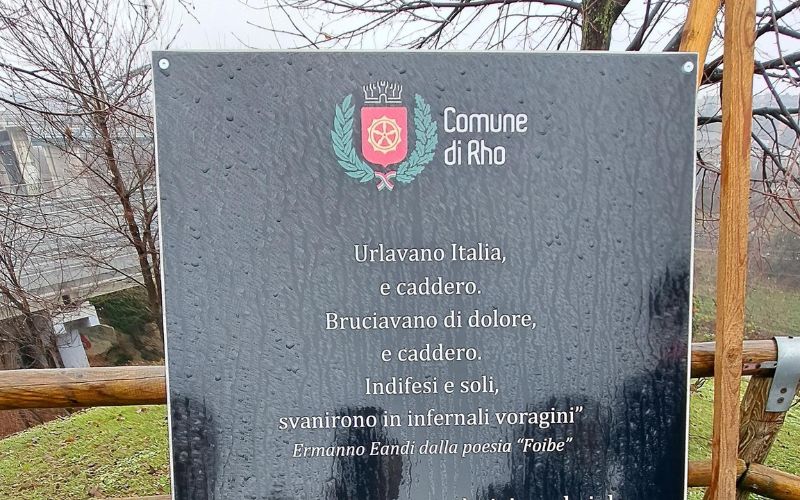 Comune
di Rho
Urlavano Italia,
e caddero.
Bruciavano di dolore,
e caddero.
Indifesi e soli,
svanirono in infernali voragini”
Ermanno Eandi dalla poesia “Foibe”